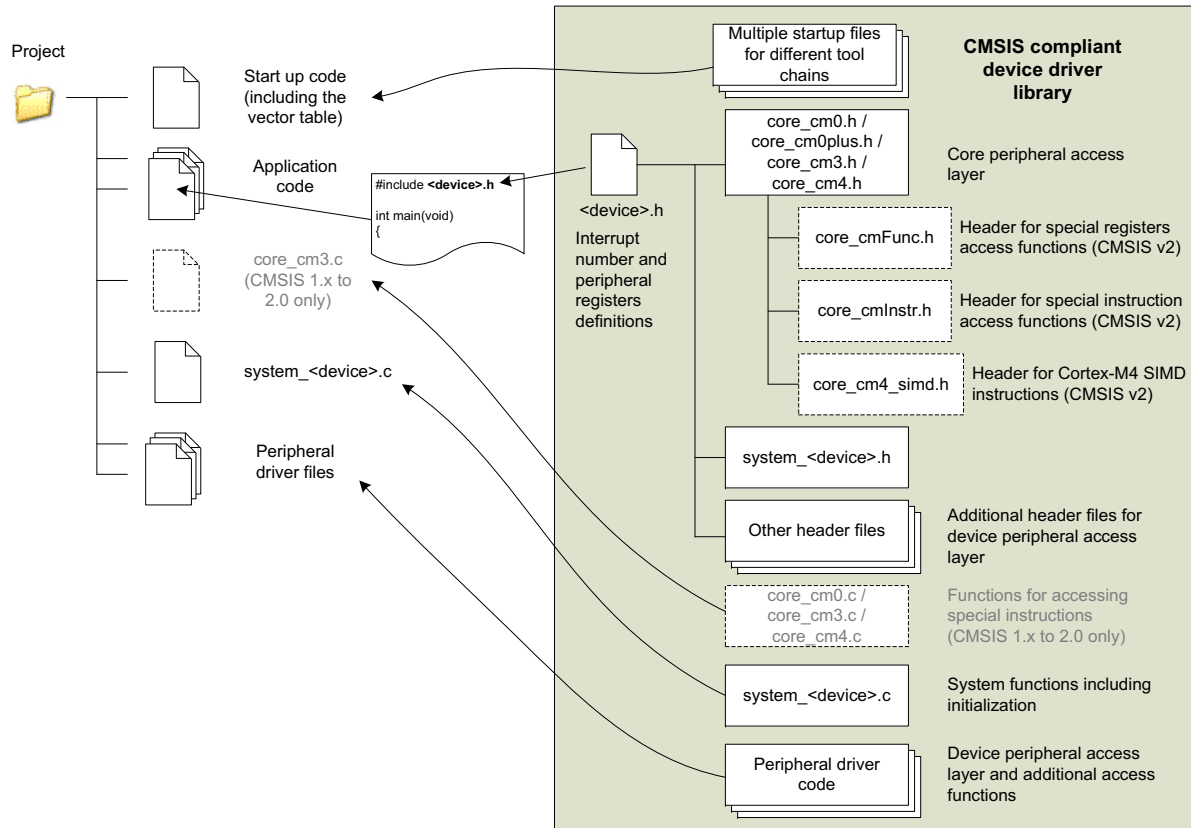 Project
Start up code
(including the
vector table)
Application
code
core_cm3.c
(CMSIS 1.x to
2.0 only)
system_<device>.c
Peripheral
driver files
#include <device>.h
int main(void)
{
<device>.h
Interrupt
number and
peripheral
registers
definitions
Multiple startup files
for different tool
chains
CMSIS compliant
device driver
library
core_cm0.h /
core_cm0plus.h /
core_cm3.h /
core_cm4.h
Core peripheral access
layer
core_cmFunc.h
Header for special registers
access functions (CMSIS v2)
core_cmInstr.h
Header for special instruction
access functions (CMSIS v2)
core_cm4_simd.h
Header for Cortex-M4 SIMD
instructions (CMSIS v2)
system_<device>.h
Other header files
Additional header files for
device peripheral access
layer
core_cm0.c /
core_cm3.c /
core_cm4.c
Functions for accessing
special instructions
(CMSIS 1.x to 2.0 only)
system_<device>.c
System functions including
initialization
Peripheral driver
code
Device peripheral access
layer and additional access
functions